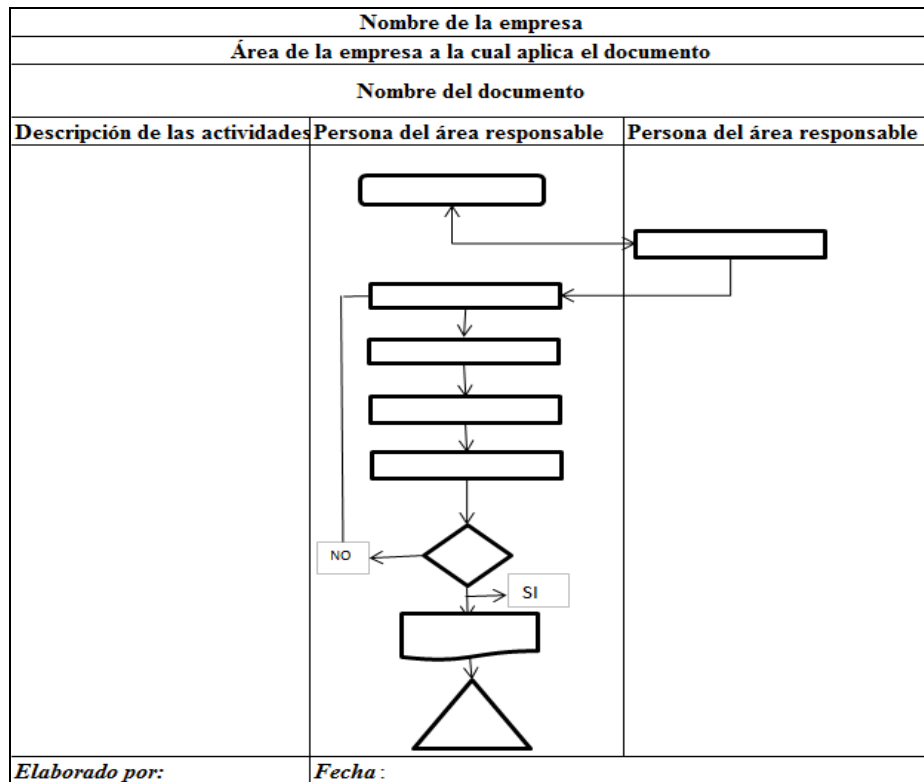 Nombre de la empresa
Área de la empresa a la cual aplica el documento
Nombre del documento
Descripción de las actividades
Persona del área responsable
Persona del área responsable
NO
SI
Elaborado por:
Fecha :